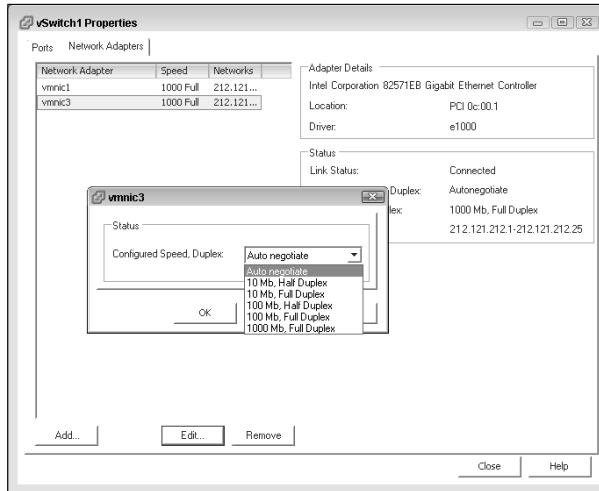 vSwitch1 Properties
Ports Network Adapters
Network Adapter Speed Networks
vmnic1 1000 Full 212.121...
vmnic3 1000 Full 212.121...
Adapter Details
Intel Corporation 82571EB Gigabit Ethernet Controller
Location: PCI 0c:00.1
Driver: e1000
Status
Link Status: Connected
Duplex: Autonegotiate
lex: 1000 Mb, Full Duplex
212.121.212.1-212.121.212.25
vmnic3
Status
Configured Speed, Duplex: Auto negotiate
Auto negotiate
10 Mb, Half Duplex
10 Mb, Full Duplex
100 Mb, Half Duplex
100 Mb, Full Duplex
1000 Mb, Full Duplex
OK
Add... Edit... Remove
Close Help